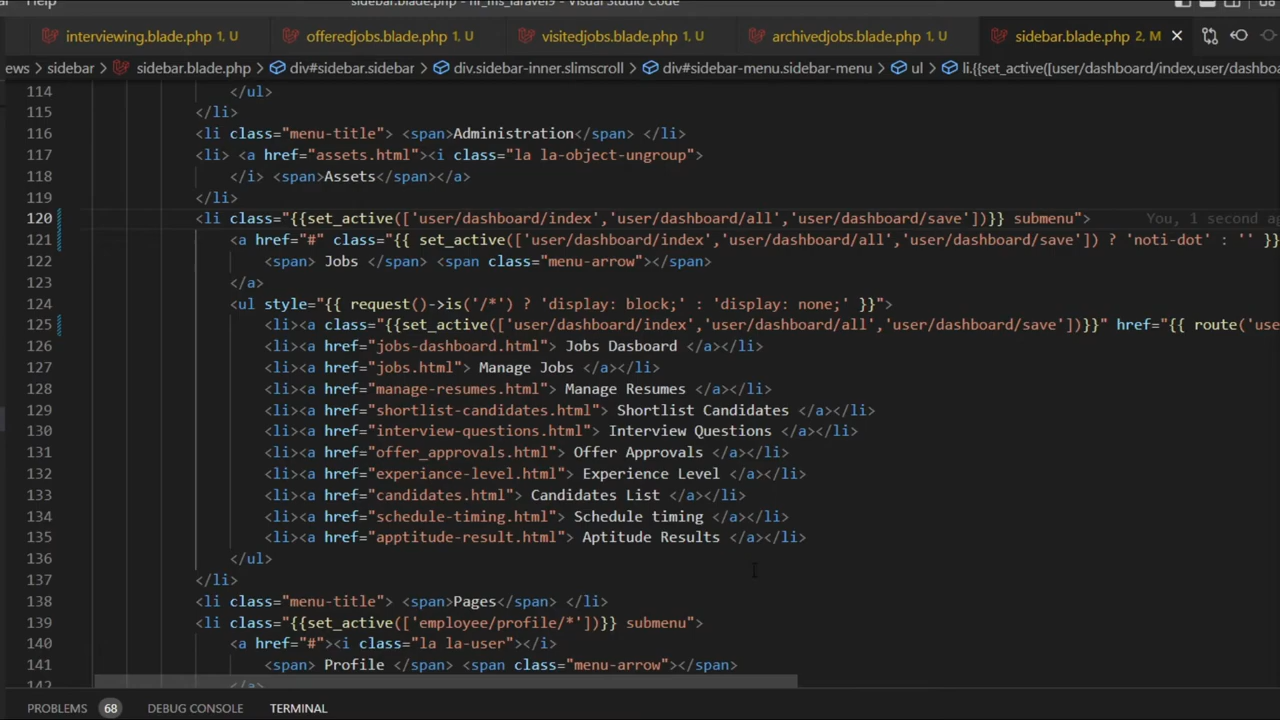 Help
sidebar.blade.php - hr_ms_laravel9 - Visual Studio Code
interviewing.blade.php 1, U
offeredjobs.blade.php 1, U
visitedjobs.blade.php 1, U
archivedjobs.blade.php 1, U
sidebar.blade.php 2, M
ews > sidebar > sidebar.blade.php > div#sidebar.sidebar > div.sidebar-inner.slimscroll > div#sidebar-menu.sidebar-menu > ul > li.{{set_active([user/dashboard/index,user/dashbo
114 </ul>
115 </li>
116 <li class="menu-title"> <span>Administration</span> </li>
117 <li> <a href="assets.html"><i class="la la-object-ungroup">
118 </i> <span>Assets</span></a>
119 </li>
120 <li class="{{set_active(['user/dashboard/index','user/dashboard/all','user/dashboard/save'])}} submenu"> You, 1 second ag
121 <a href="#" class="{{ set_active(['user/dashboard/index','user/dashboard/all','user/dashboard/save']) ? 'noti-dot' : '' }}
122 <span> Jobs </span> <span class="menu-arrow"></span>
123 </a>
124 <ul style="{{ request()->is('/*') ? 'display: block;' : 'display: none;' }}">
125 <li><a class="{{set_active(['user/dashboard/index','user/dashboard/all','user/dashboard/save'])}}" href="{{ route('use
126 <li><a href="jobs-dashboard.html"> Jobs Dasboard </a></li>
127 <li><a href="jobs.html"> Manage Jobs </a></li>
128 <li><a href="manage-resumes.html"> Manage Resumes </a></li>
129 <li><a href="shortlist-candidates.html"> Shortlist Candidates </a></li>
130 <li><a href="interview-questions.html"> Interview Questions </a></li>
131 <li><a href="offer_approvals.html"> Offer Approvals </a></li>
132 <li><a href="experiance-level.html"> Experience Level </a></li>
133 <li><a href="candidates.html"> Candidates List </a></li>
134 <li><a href="schedule-timing.html"> Schedule timing </a></li>
135 <li><a href="apptitude-result.html"> Aptitude Results </a></li>
136 </ul>
137 </li>
138 <li class="menu-title"> <span>Pages</span> </li>
139 <li class="{{set_active(['employee/profile/*'])}} submenu">
140 <a href="#"><i class="la la-user"></i>
141 <span> Profile </span> <span class="menu-arrow"></span>
142 </a>
PROBLEMS 68 DEBUG CONSOLE TERMINAL